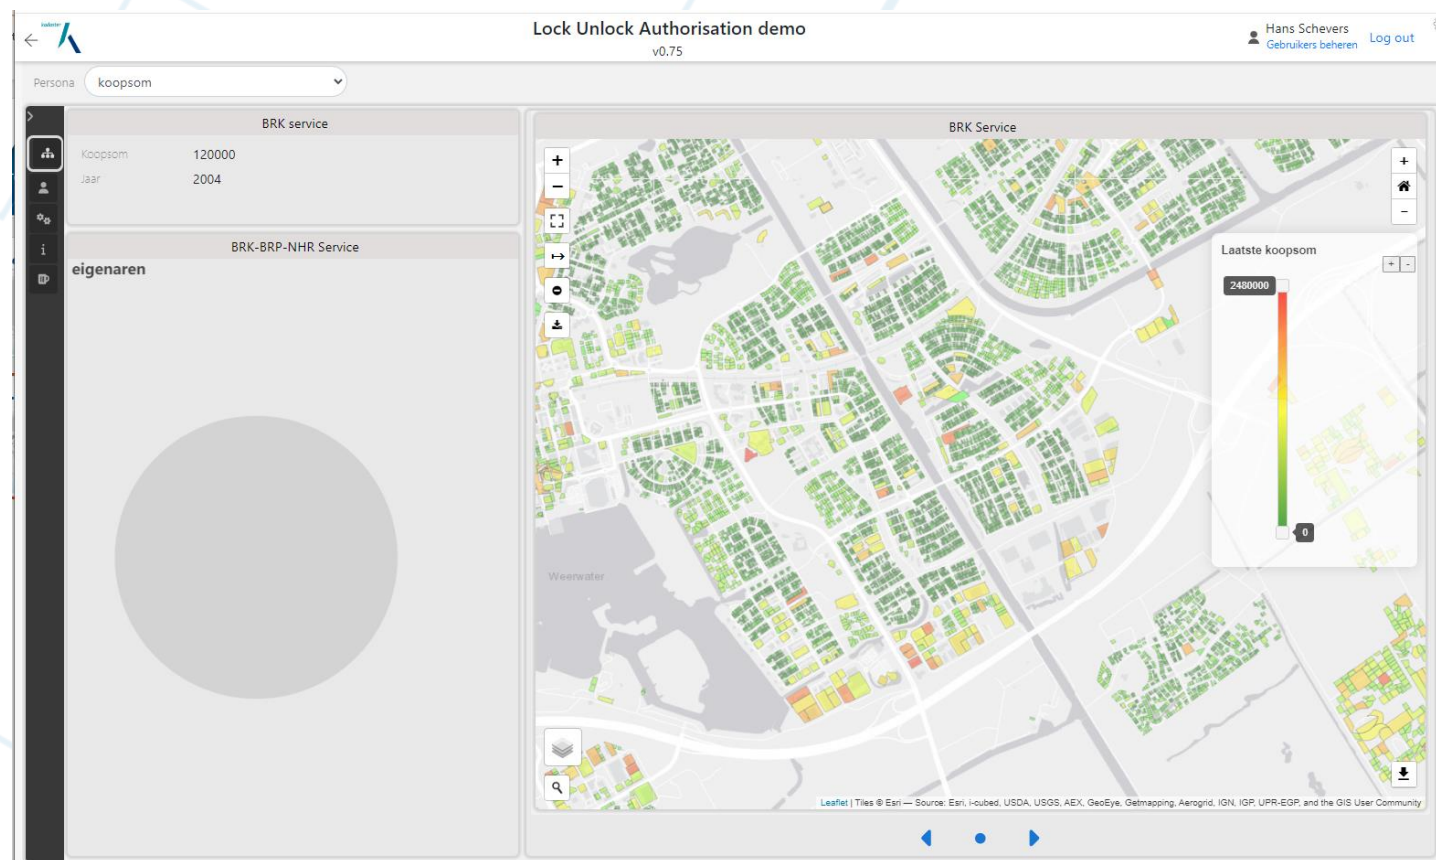 kadaster
Lock Unlock Authorisation demo
v0.75
Hans Schevers
Gebruikers beheren
Log out
Persona
koopsom
BRK service
Koopsom 120000
Jaar 2004
BRK-BRP-NHR Service
eigenaren
BRK Service
Laatste koopsom
2480000
0
Weerwater
Leaflet | Tiles © Esri — Source: Esri, i-cubed, USDA, USGS, AEX, GeoEye, Getmapping, Aerogrid, IGN, IGP, UPR-EGP, and the GIS User Community